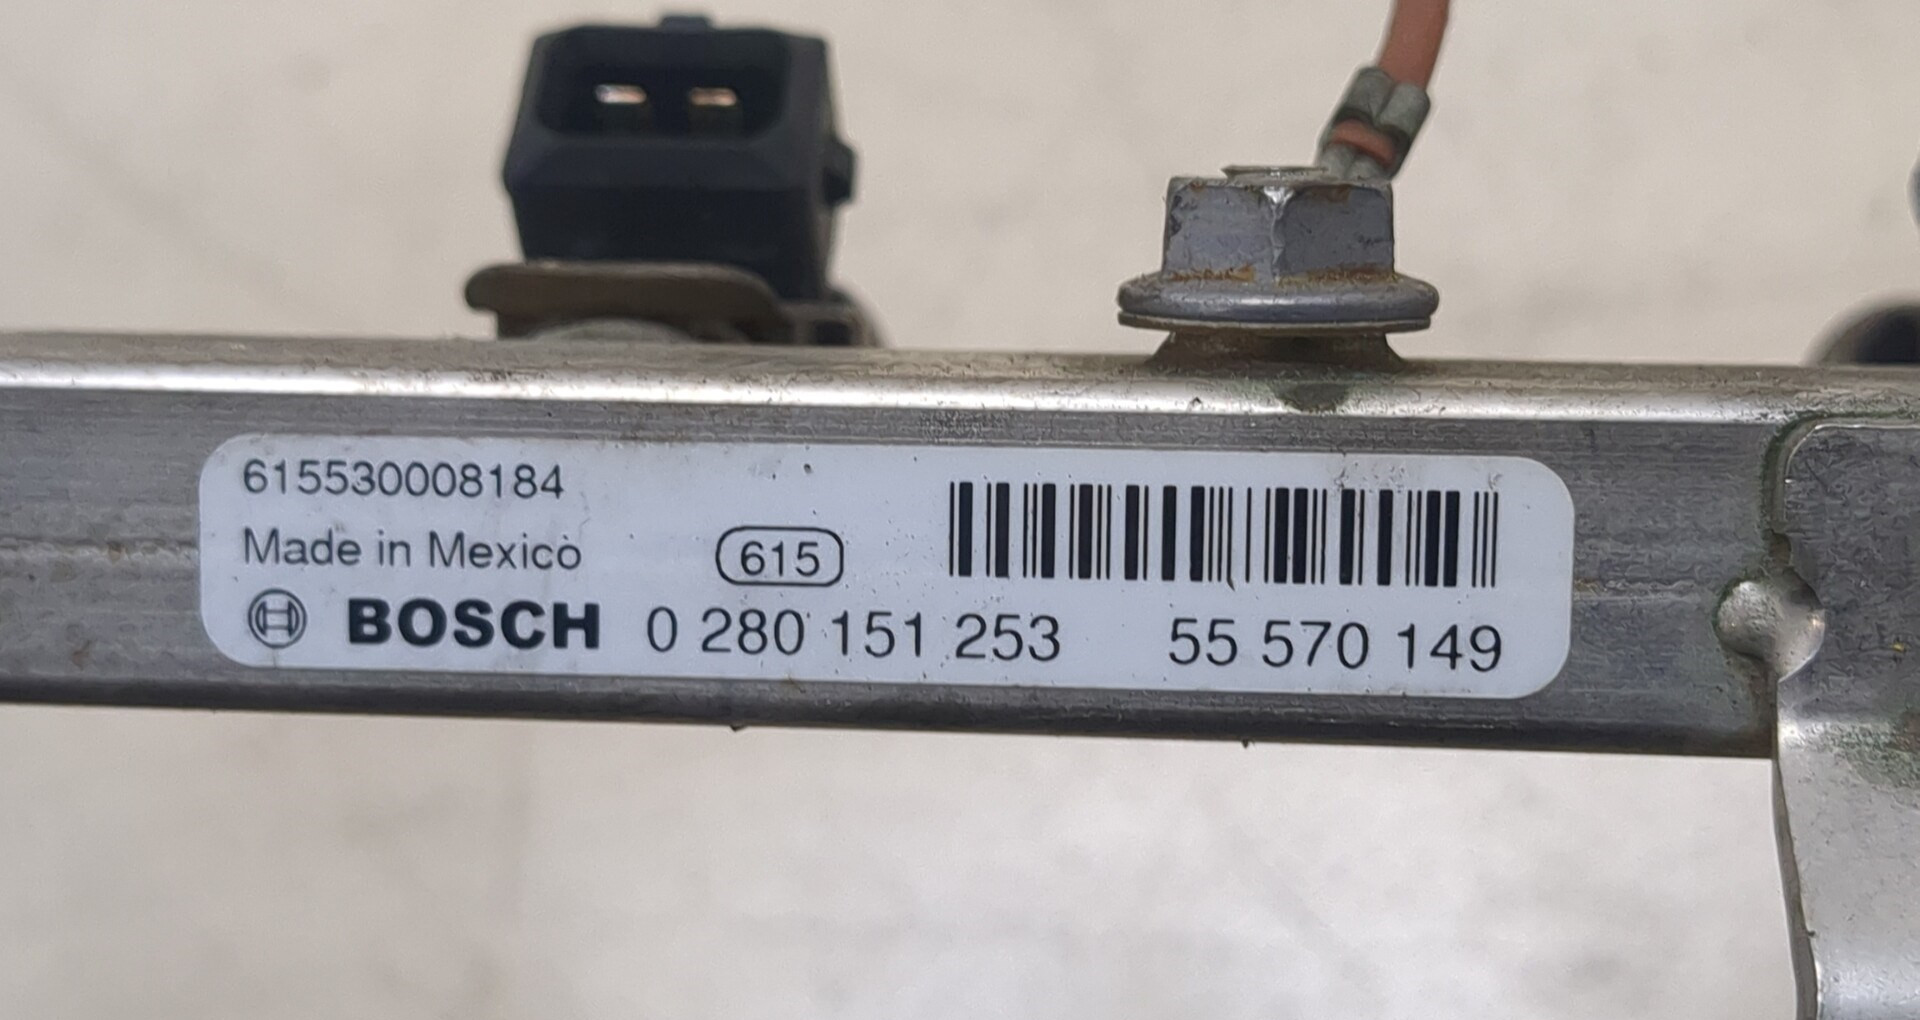 615530008184
Made in Mexico 615
BOSCH 0 280 151 253 55 570 149